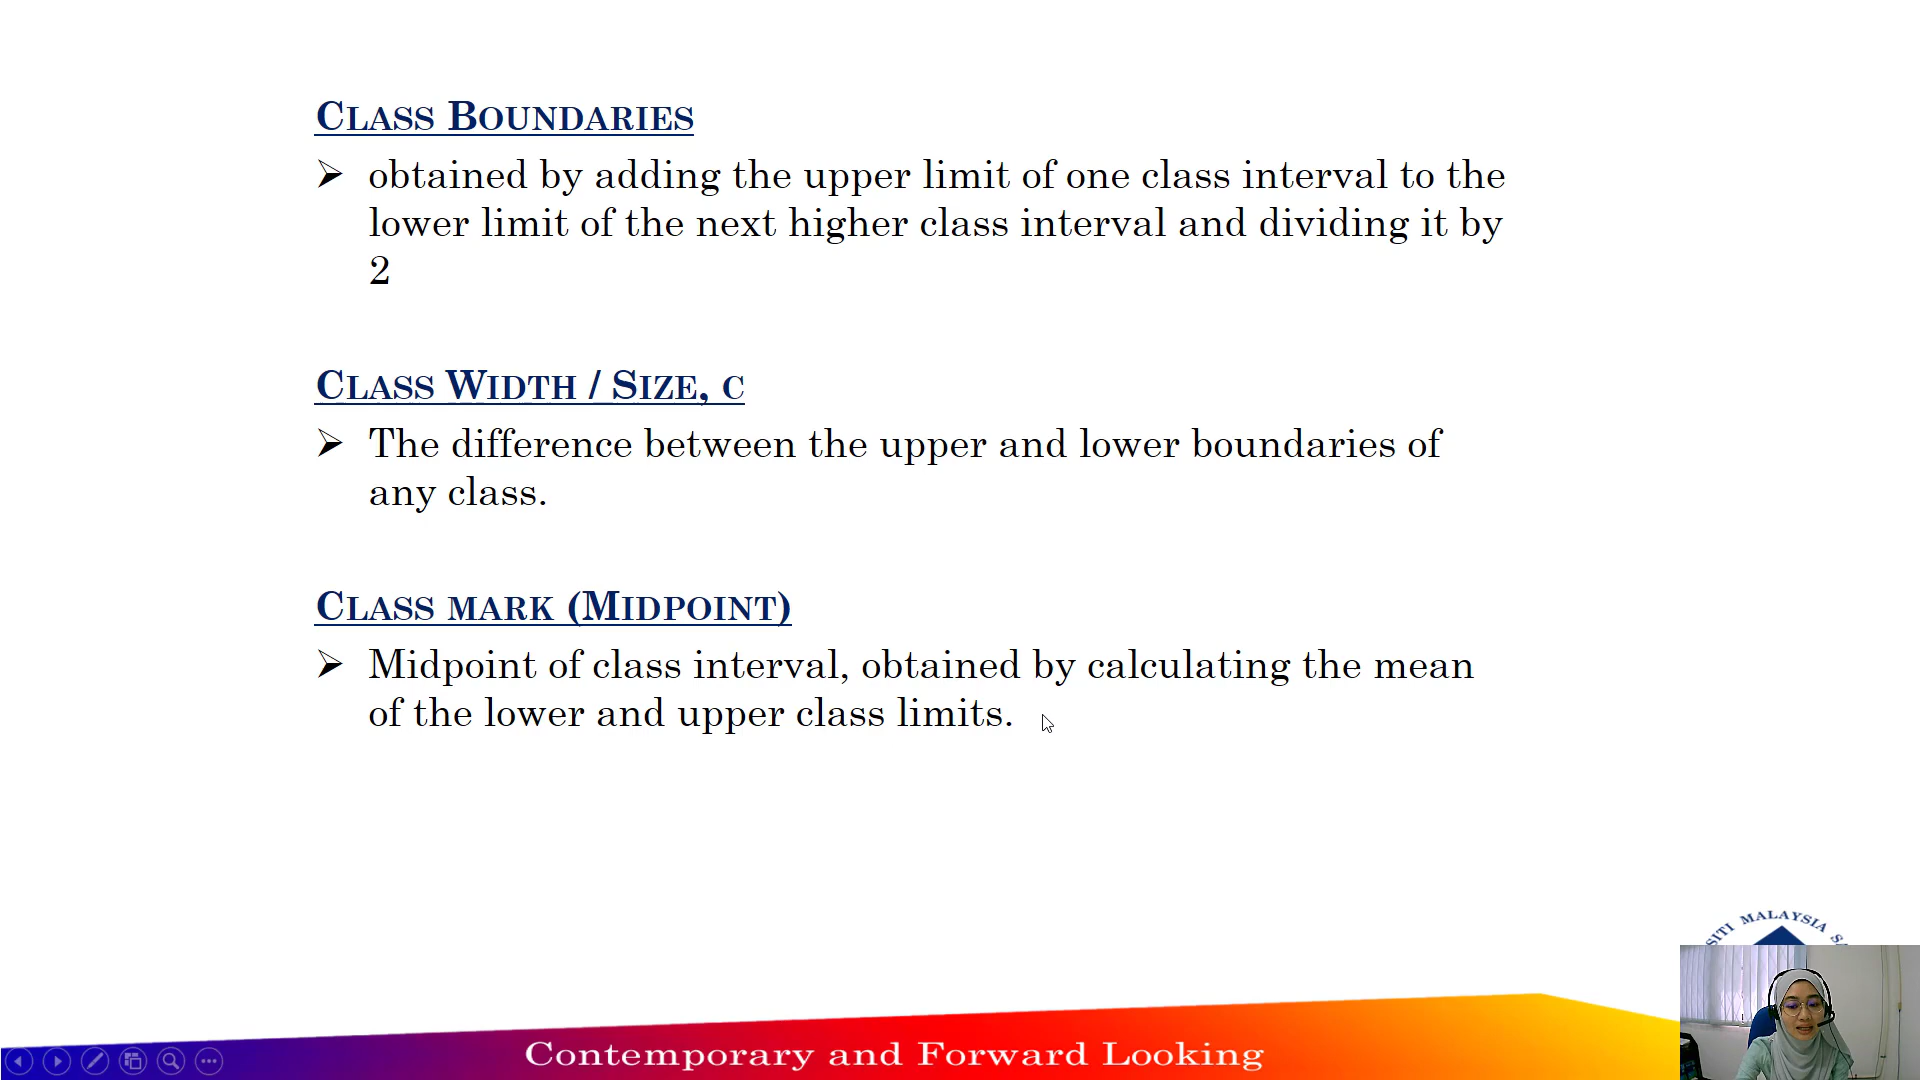 CLASS BOUNDARIES
➢ obtained by adding the upper limit of one class interval to the
lower limit of the next higher class interval and dividing it by
2
CLASS WIDTH / SIZE, C
➢ The difference between the upper and lower boundaries of
any class.
CLASS MARK (MIDPOINT)
➢ Midpoint of class interval, obtained by calculating the mean
of the lower and upper class limits.
SITI MALAYSIA SA
Contemporary and Forward Looking